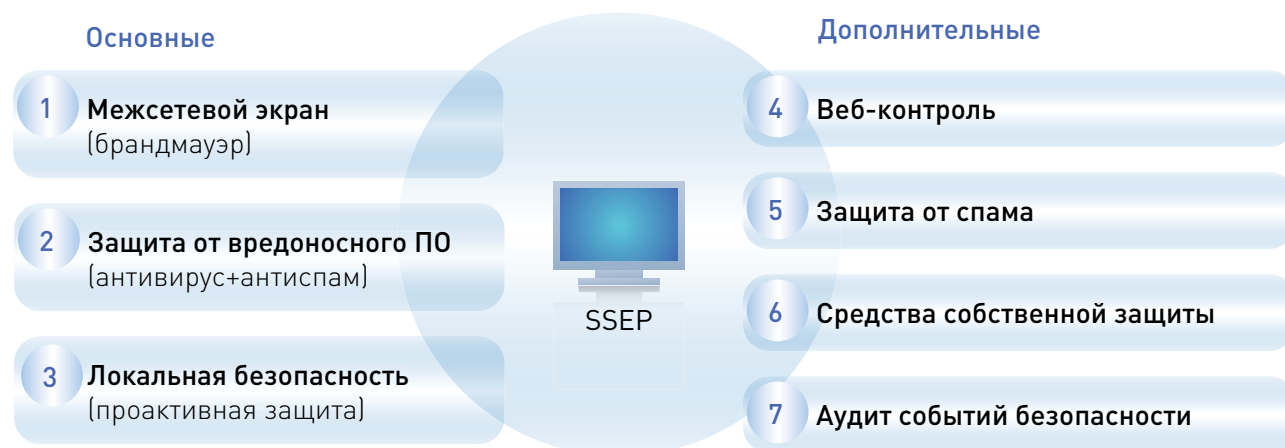 Основные
1 Межсетевой экран
(брандмауэр)
2 Защита от вредоносного ПО
(антивирус+антиспам)
3 Локальная безопасность
(проактивная защита)
SSEP
Дополнительные
4 Веб-контроль
5 Защита от спама
6 Средства собственной защиты
7 Аудит событий безопасности